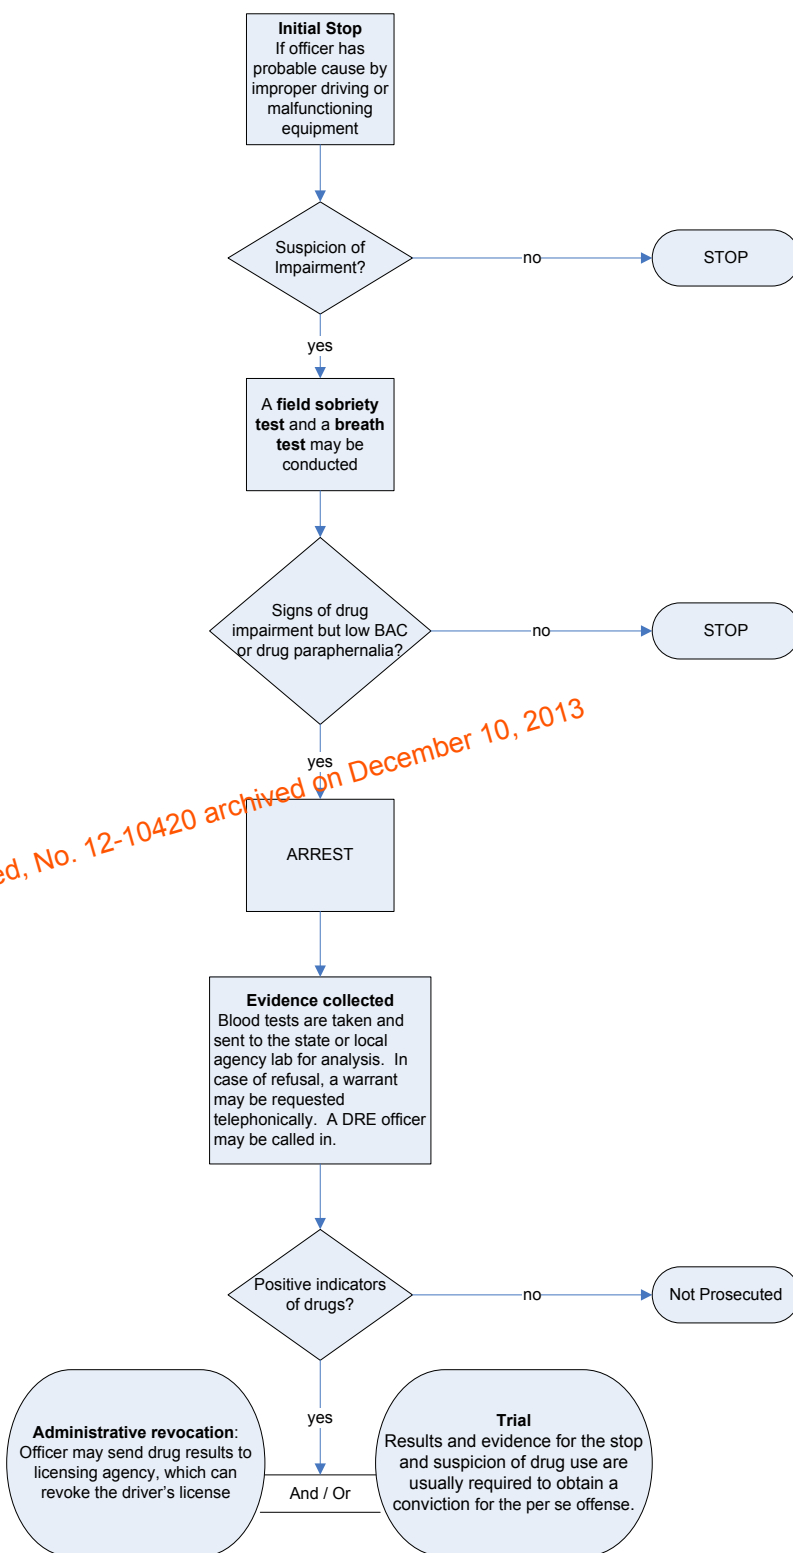 Initial Stop
If officer has
probable cause by
improper driving or
malfunctioning
equipment
Suspicion of
Impairment?
no
STOP
yes
A field sobriety
test and a breath
test may be
conducted
Signs of drug
impairment but low BAC
or drug paraphernalia?
no
STOP
yes
No. 12-10420 archived on December 10, 2013
ARREST
Evidence collected
Blood tests are taken and
sent to the state or local
agency lab for analysis. In
case of refusal, a warrant
may be requested
telephonically. A DRE officer
may be called in.
Positive indicators
of drugs?
no
Not Prosecuted
yes
Administrative revocation:
Officer may send drug results to
licensing agency, which can
revoke the driver's license
And / Or
Trial
Results and evidence for the stop
and suspicion of drug use are
usually required to obtain a
conviction for the per se offense.